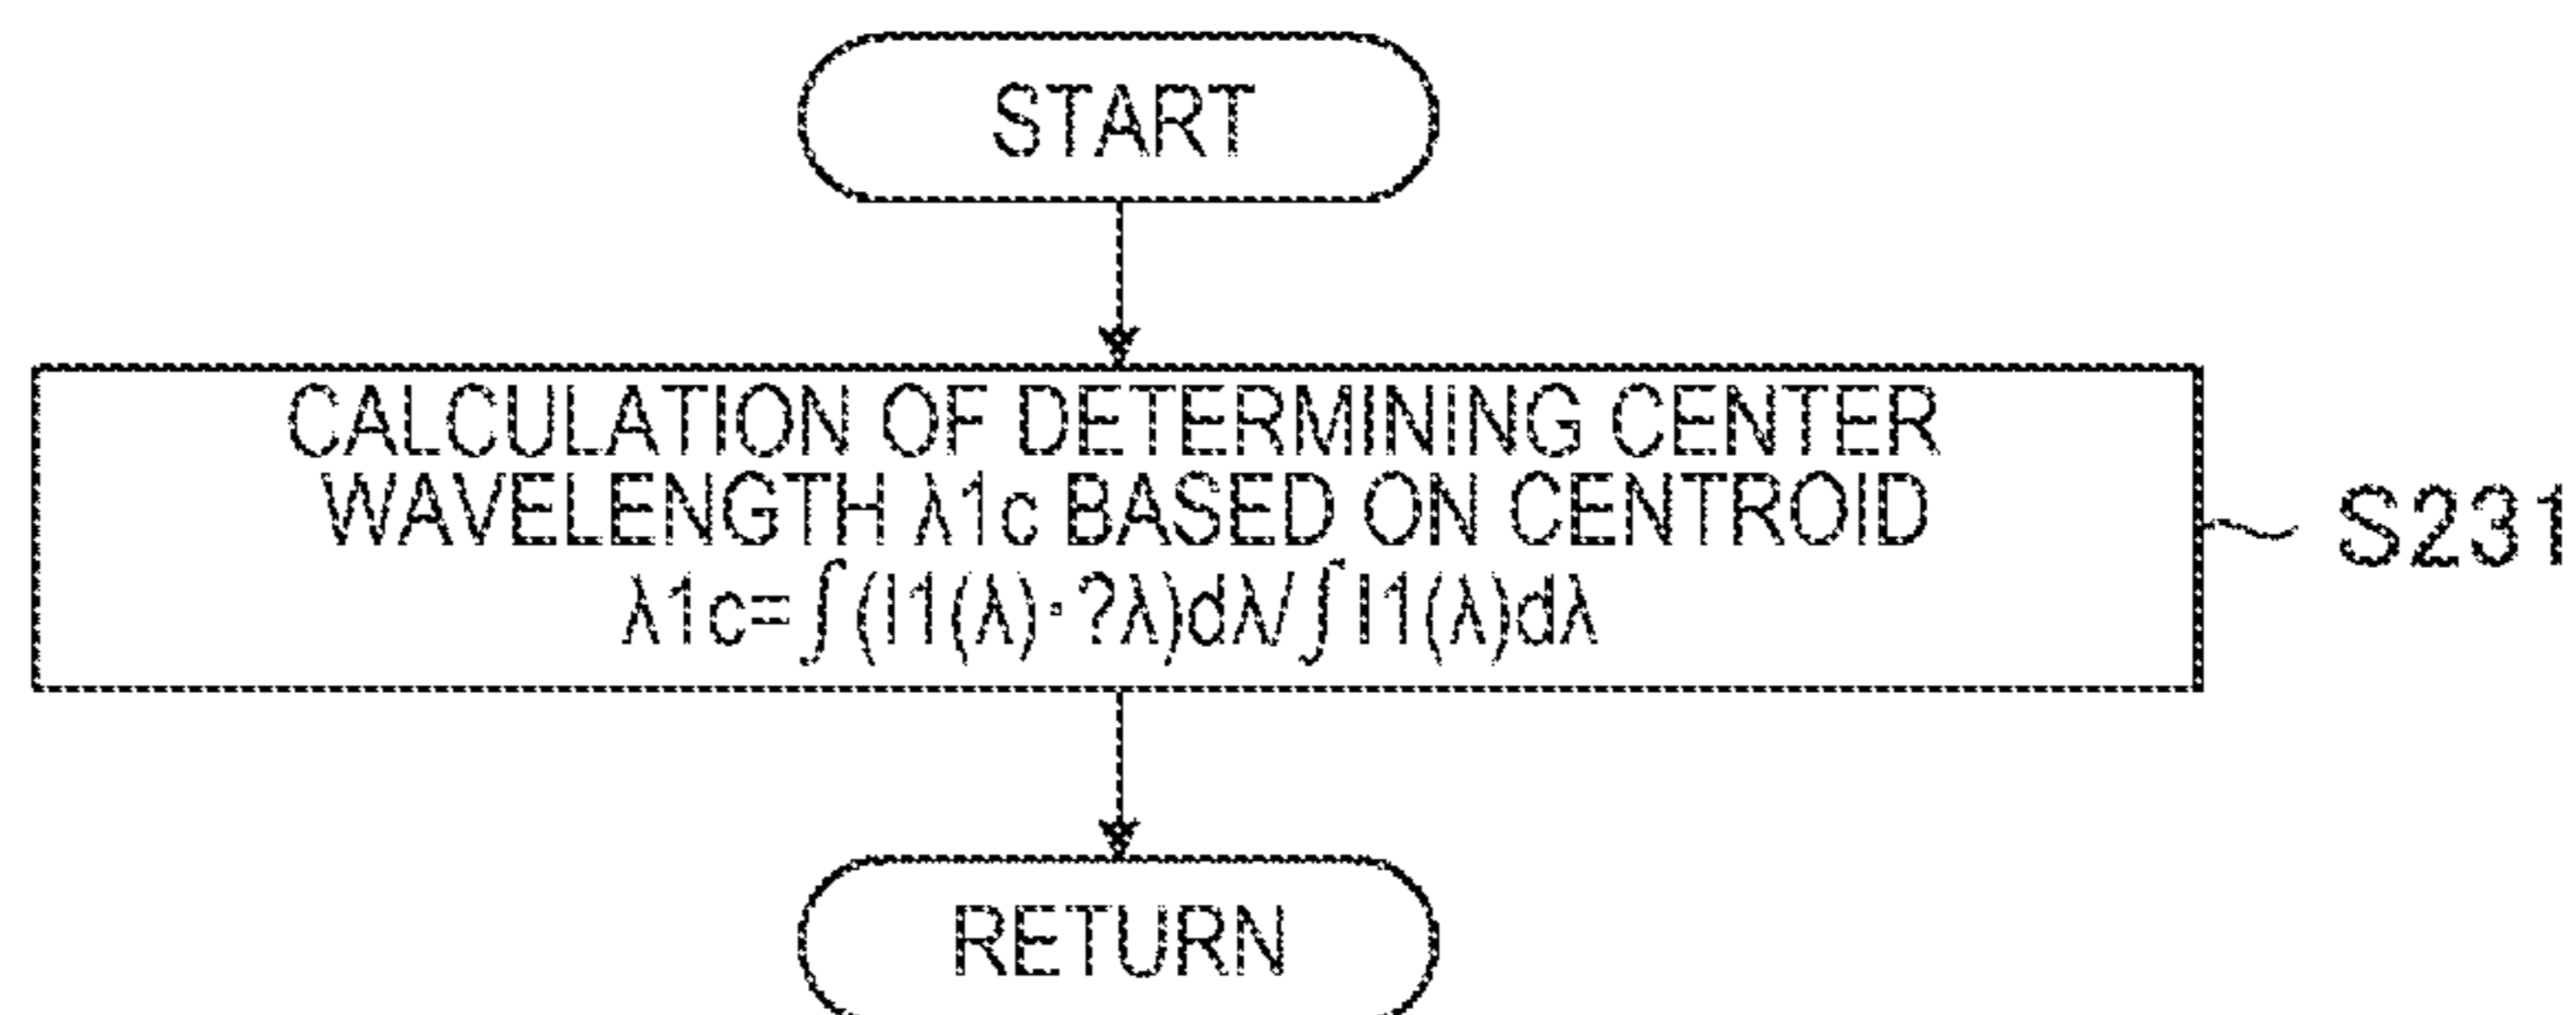 START
CALCULATION OF DETERMINING CENTER
WAVELENGTH λ1c BASED ON CENTROID
λ1c=∫(I1(λ)·?λ)dλ/∫I1(λ)dλ
S231
RETURN